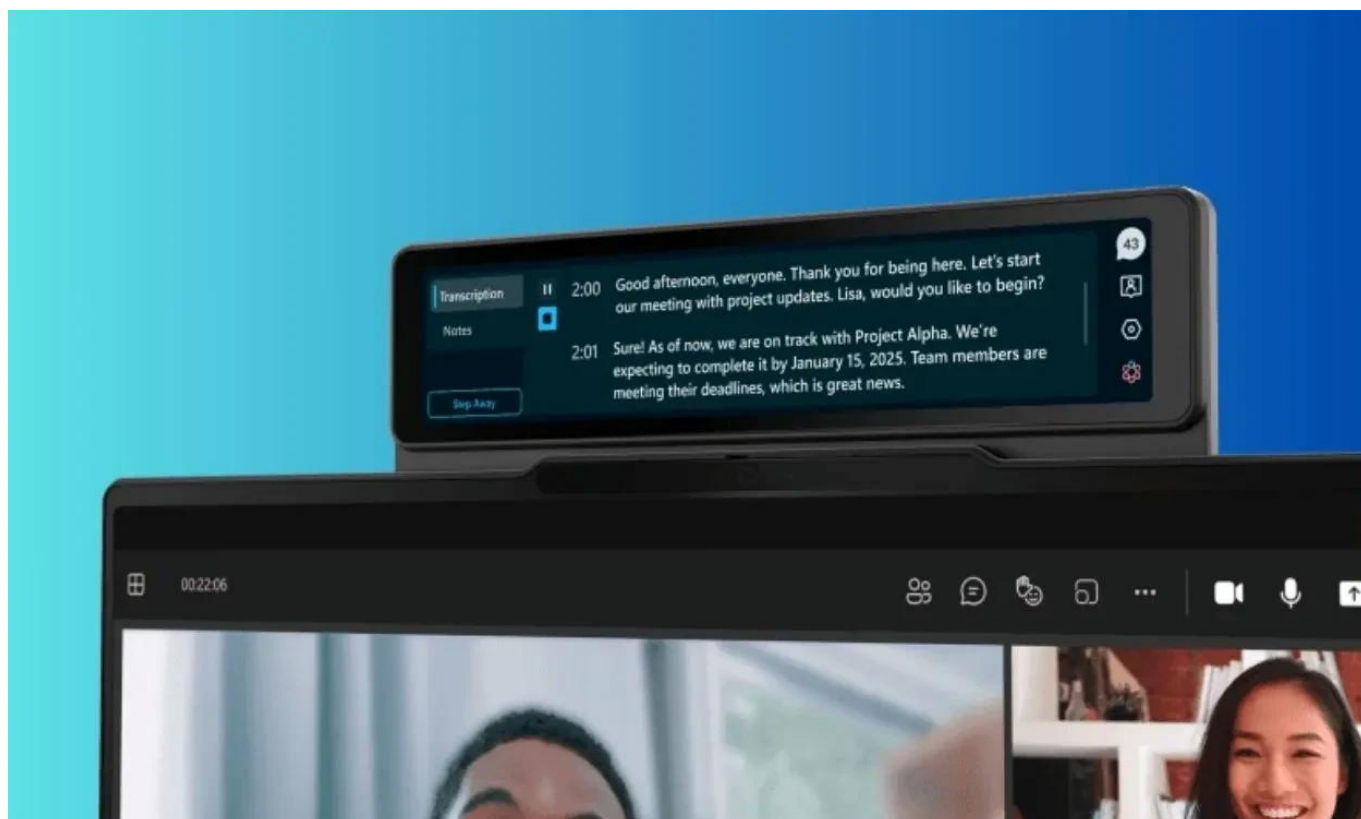 Transcription
Notes
Step Away
2:00
Good afternoon, everyone. Thank you for being here. Let's start
our meeting with project updates. Lisa, would you like to begin?
2:01
Sure! As of now, we are on track with Project Alpha. We're
expecting to complete it by January 15, 2025. Team members are
meeting their deadlines, which is great news.
43
00:22:06